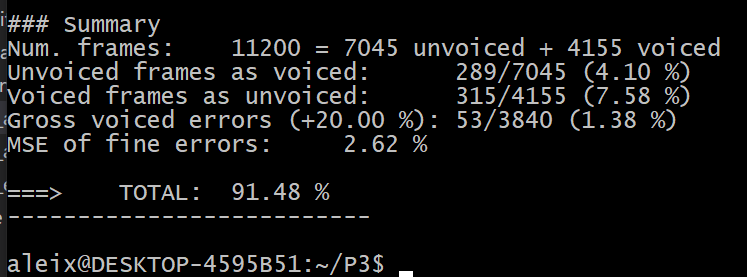 ### Summary
Num. frames:    11200 = 7045 unvoiced + 4155 voiced
Unvoiced frames as voiced:      289/7045 (4.10 %)
Voiced frames as unvoiced:      315/4155 (7.58 %)
Gross voiced errors (+20.00 %): 53/3840 (1.38 %)
MSE of fine errors:     2.62 %
===>    TOTAL:  91.48 %
--------------------------
aleix@DESKTOP-4595B51:~/P3$